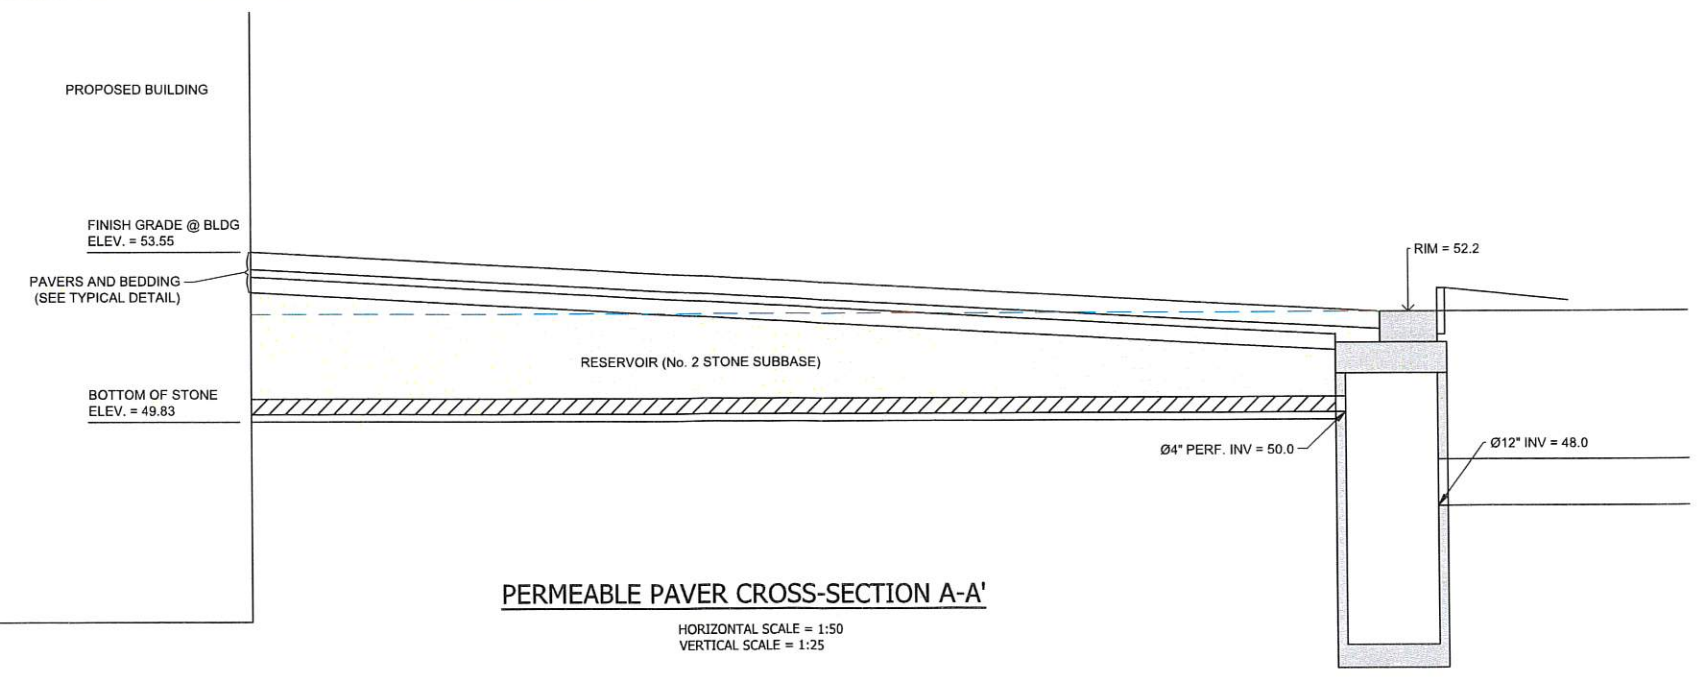 PROPOSED BUILDING
FINISH GRADE @ BLDG
ELEV. = 53.55
RIM = 52.2
PAVERS AND BEDDING
(SEE TYPICAL DETAIL)
RESERVOIR (No. 2 STONE SUBBASE)
BOTTOM OF STONE
ELEV. = 49.83
Ø4" PERF. INV = 50.0
Ø12" INV = 48.0
PERMEABLE PAVER CROSS-SECTION A-A'
HORIZONTAL SCALE = 1:50
VERTICAL SCALE = 1:25